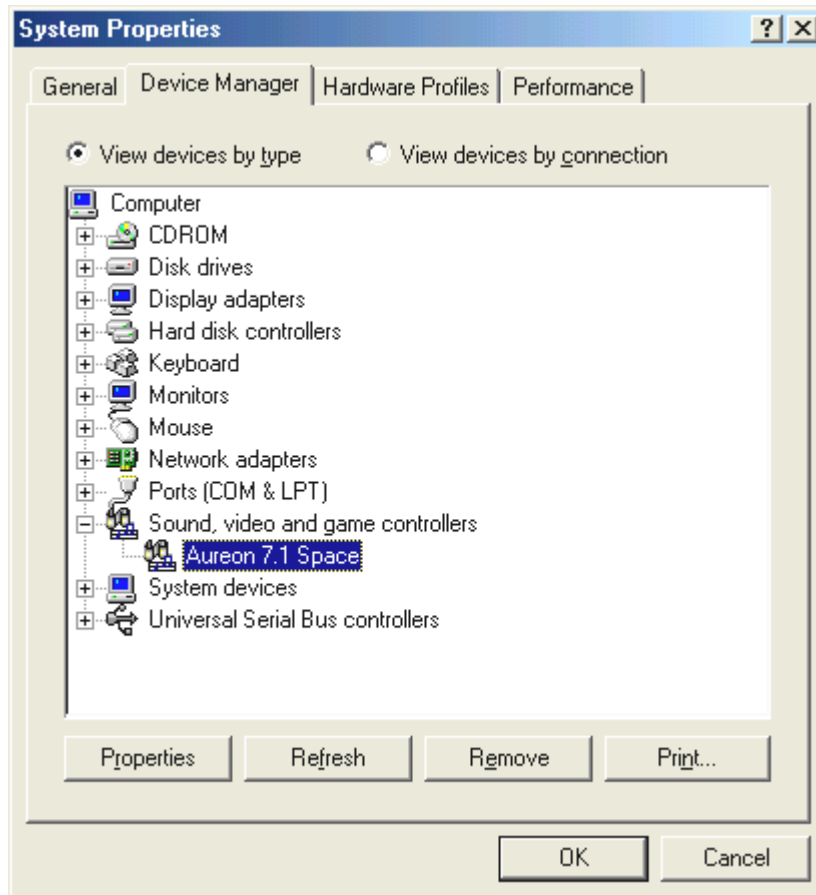 System Properties
General Device Manager Hardware Profiles Performance
View devices by type View devices by connection
Computer
CDROM
Disk drives
Display adapters
Hard disk controllers
Keyboard
Monitors
Mouse
Network adapters
Ports (COM & LPT)
Sound, video and game controllers
Aureon 7.1 Space
System devices
Universal Serial Bus controllers
Properties Refresh Remove Print...
OK Cancel